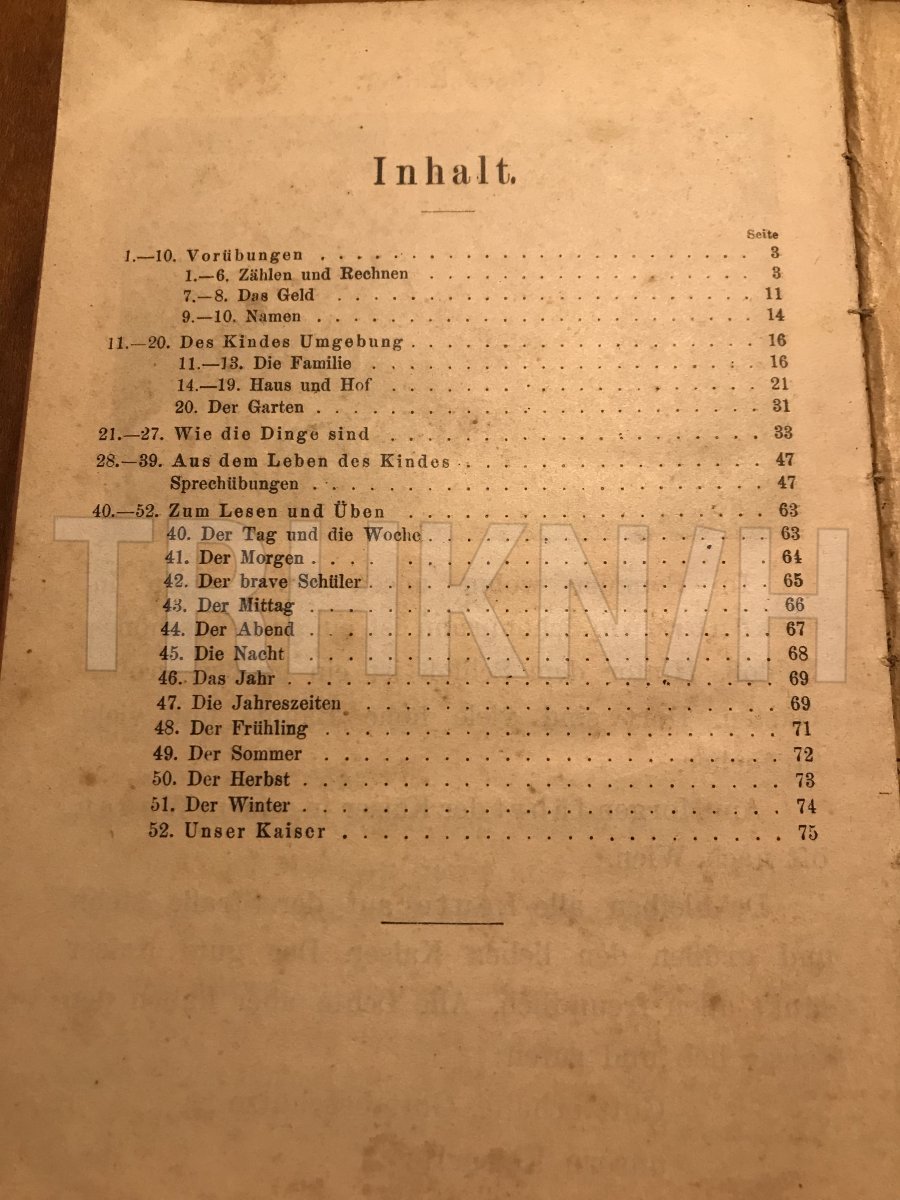 Inhalt.
Seite
1.—10. Vorübungen . . . . . . . . . . . . . . . . . . . . 3
1.—6. Zählen und Rechnen . . . . . . . . . . . . . . . . 3
7.—8. Das Geld . . . . . . . . . . . . . . . . . . . . 11
9.—10. Namen . . . . . . . . . . . . . . . . . . . . . 14
11.—20. Des Kindes Umgebung . . . . . . . . . . . . . . . 16
11.—13. Die Familie . . . . . . . . . . . . . . . . . . 16
14.—19. Haus und Hof . . . . . . . . . . . . . . . . . 21
20. Der Garten . . . . . . . . . . . . . . . . . . . . 31
21.—27. Wie die Dinge sind . . . . . . . . . . . . . . . . 33
28.—39. Aus dem Leben des Kindes . . . . . . . . . . . . . 47
Sprechübungen . . . . . . . . . . . . . . . . . . . . . 47
40.—52. Zum Lesen und Üben . . . . . . . . . . . . . . . 63
40. Der Tag und die Woche . . . . . . . . . . . . . . . 63
41. Der Morgen . . . . . . . . . . . . . . . . . . . . 64
42. Der brave Schüler . . . . . . . . . . . . . . . . . 65
43. Der Mittag . . . . . . . . . . . . . . . . . . . . 66
44. Der Abend . . . . . . . . . . . . . . . . . . . . 67
45. Die Nacht . . . . . . . . . . . . . . . . . . . . 68
46. Das Jahr . . . . . . . . . . . . . . . . . . . . . 69
47. Die Jahreszeiten . . . . . . . . . . . . . . . . . . 69
48. Der Frühling . . . . . . . . . . . . . . . . . . . 71
49. Der Sommer . . . . . . . . . . . . . . . . . . . . 72
50. Der Herbst . . . . . . . . . . . . . . . . . . . . 73
51. Der Winter . . . . . . . . . . . . . . . . . . . . 74
52. Unser Kaiser . . . . . . . . . . . . . . . . . . . 75
TRHKN/H